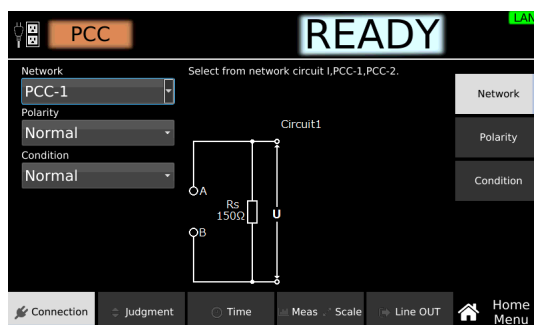 PCC
READY
LAN
Network
Select from network circuit I,PCC-1,PCC-2.
PCC-1
Polarity
Normal
Condition
Normal
Circuit1
A
Rs
150Ω
U
B
Network
Polarity
Condition
Connection
Judgment
Time
Meas
Scale
Line OUT
Home
Menu